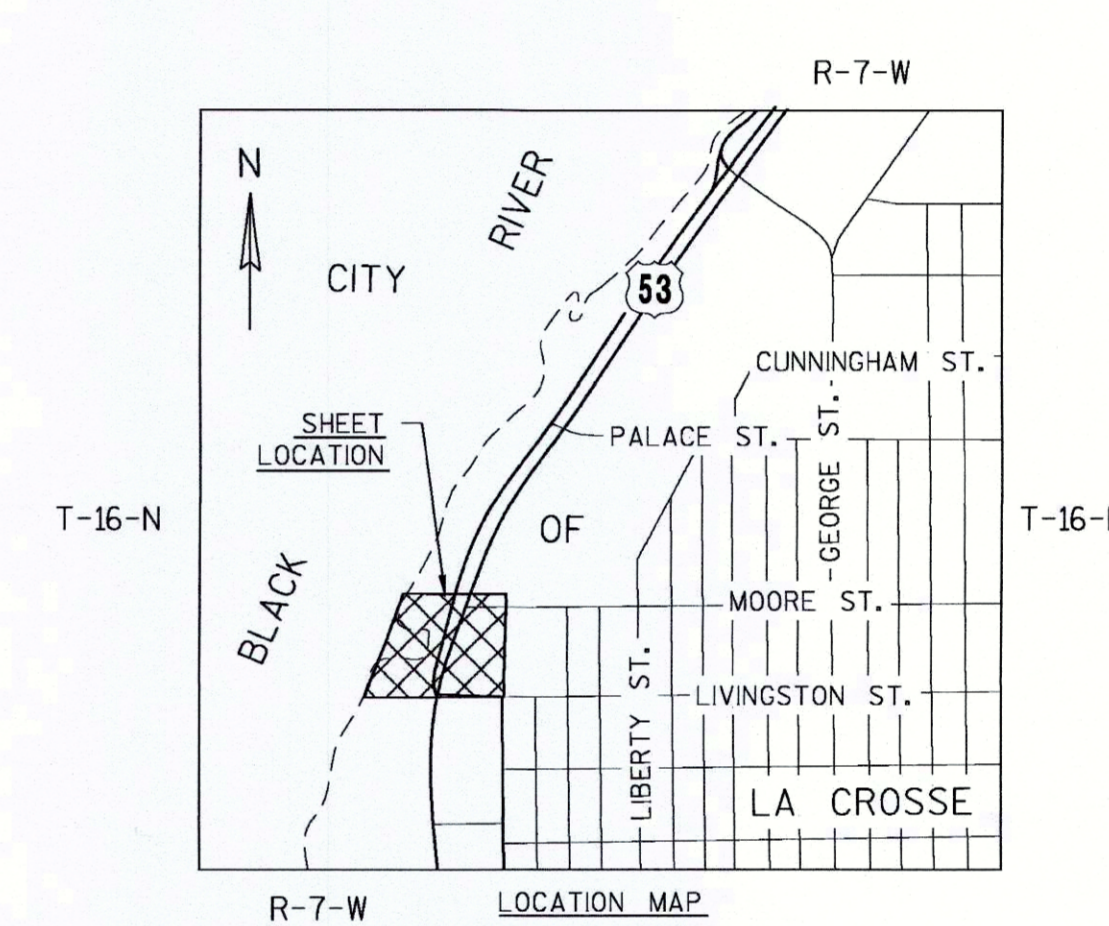 R-7-W
N
RIVER
CITY
53
CUNNINGHAM ST.
SHEET
LOCATION
PALACE ST.
GEORGE ST.
T-16-N
OF
T-16-
BLACK
MOORE ST.
LIBERTY ST.
LIVINGSTON ST.
LA CROSSE
R-7-W
LOCATION MAP